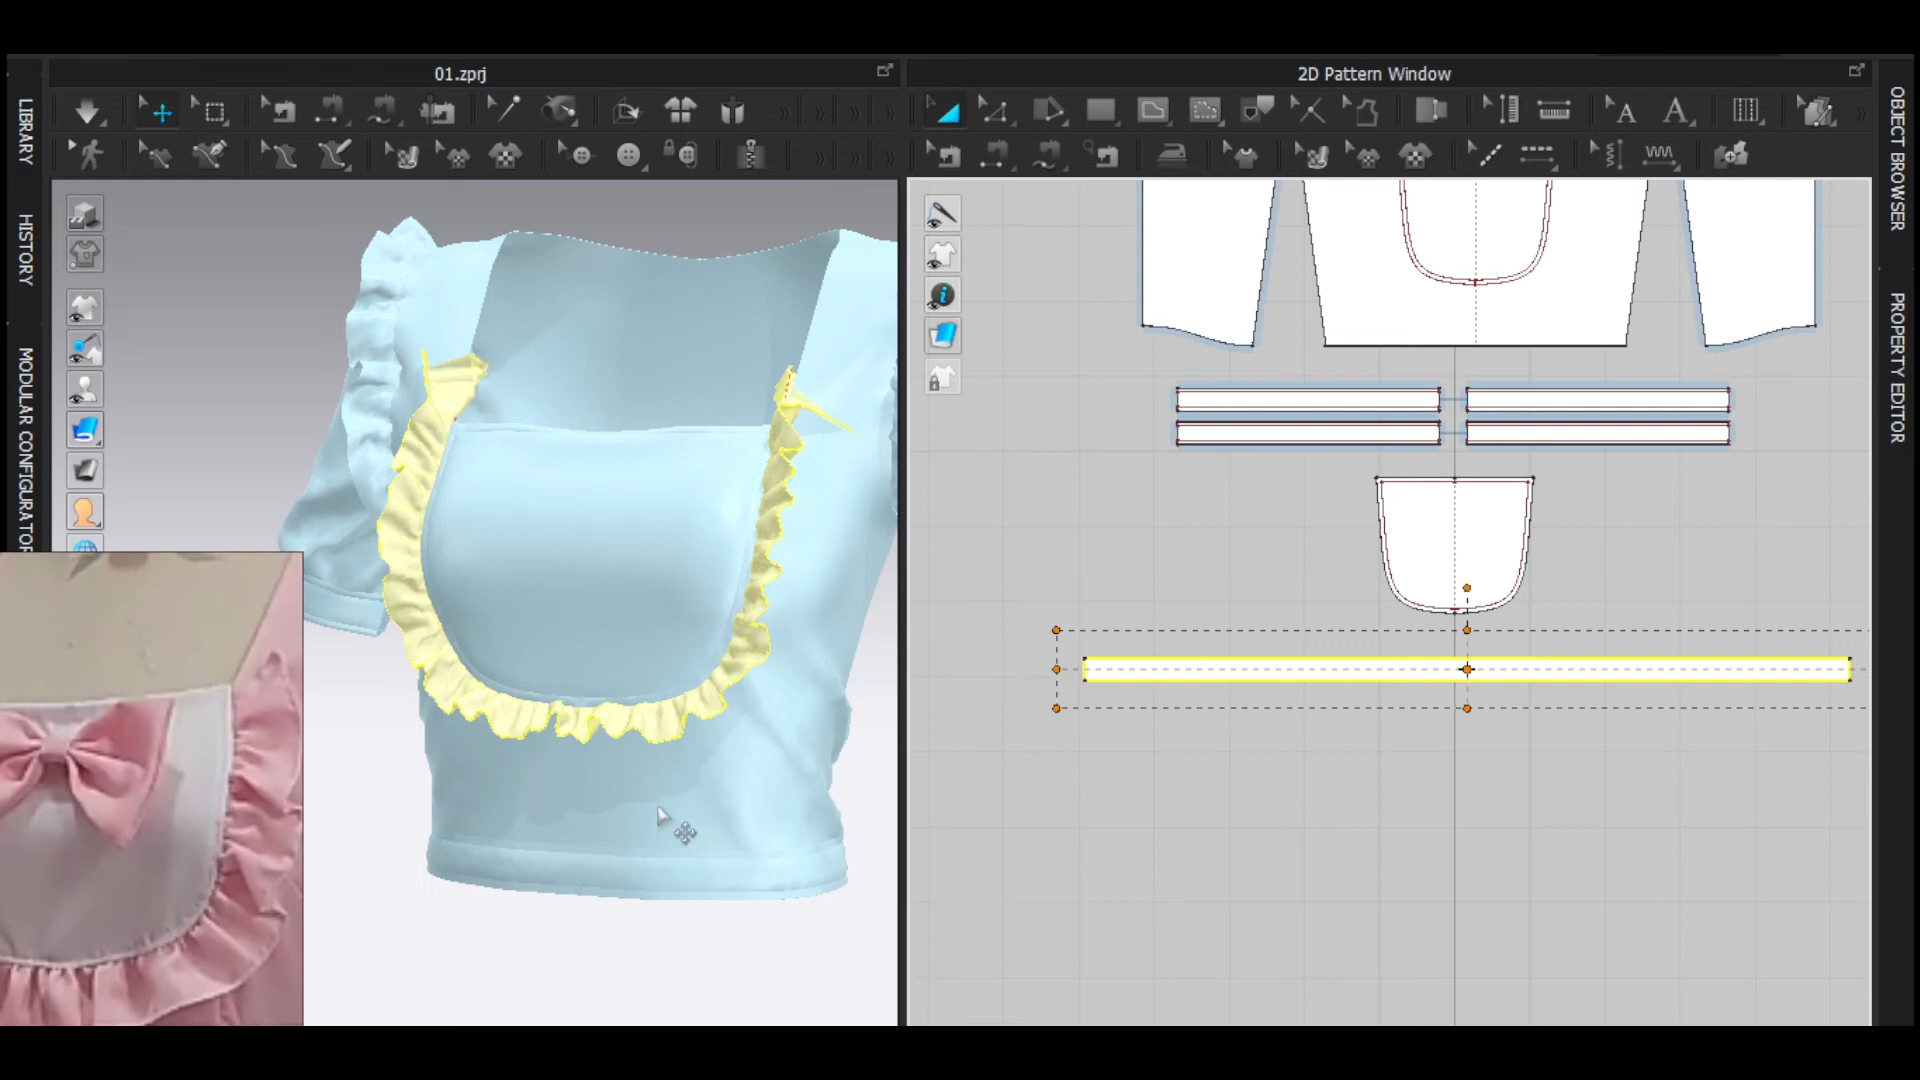 01.zprj
2D Pattern Window
LIBRARY
HISTORY
MODULAR CONFIGURATOR
OBJECT BROWSER
PROPERTY EDITOR